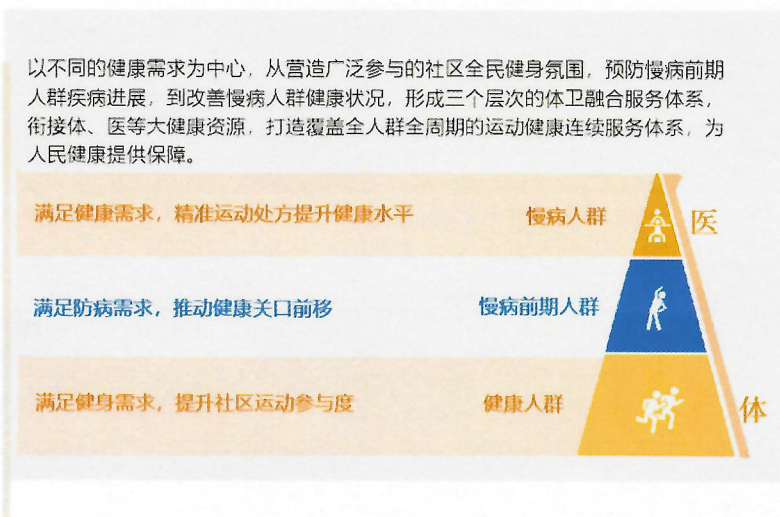 以不同的健康需求为中心，从营造广泛参与的社区全民健身氛围，预防慢病前期
人群疾病进展，到改善慢病人群健康状况，形成三个层次的体卫融合服务体系，
衔接体、医等大健康资源，打造覆盖全人群全周期的运动健康连续服务体系，为
人民健康提供保障。
满足健康需求，精准运动处方提升健康水平 慢病人群 医
满足防病需求，推动健康关口前移 慢病前期人群
满足健身需求，提升社区运动参与度 健康人群 体